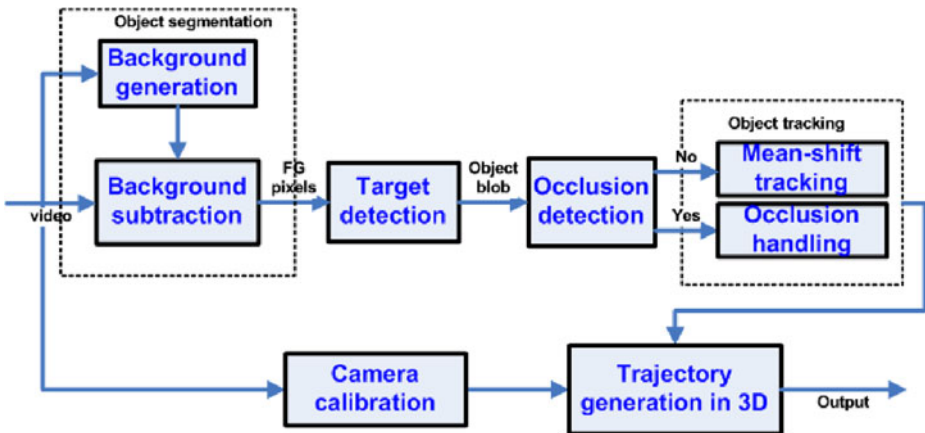 Object segmentation
Background
generation
Background
subtraction
video
FG
pixels
Target
detection
Object
blob
Occlusion
detection
No
Yes
Object tracking
Mean-shift
tracking
Occlusion
handling
Camera
calibration
Trajectory
generation in 3D
Output